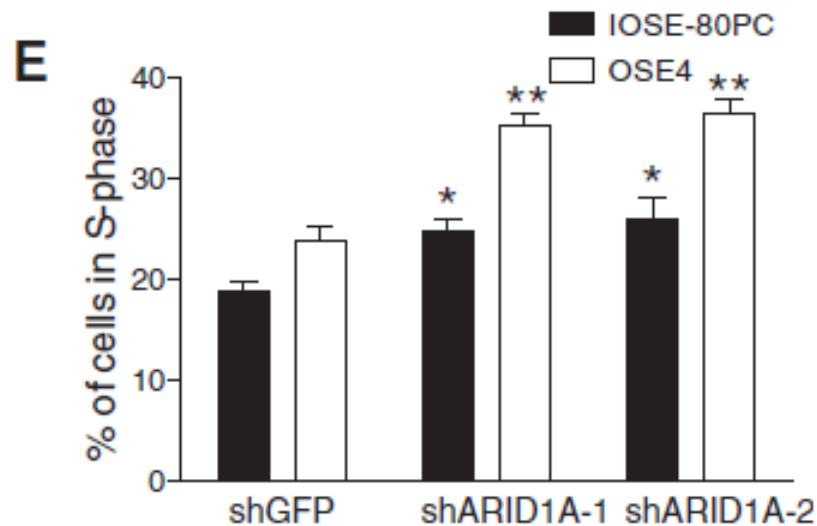 E
IOSE-80PC
OSE4
% of cells in S-phase
40
30
20
10
0
*
**
*
**
shGFP
shARID1A-1
shARID1A-2